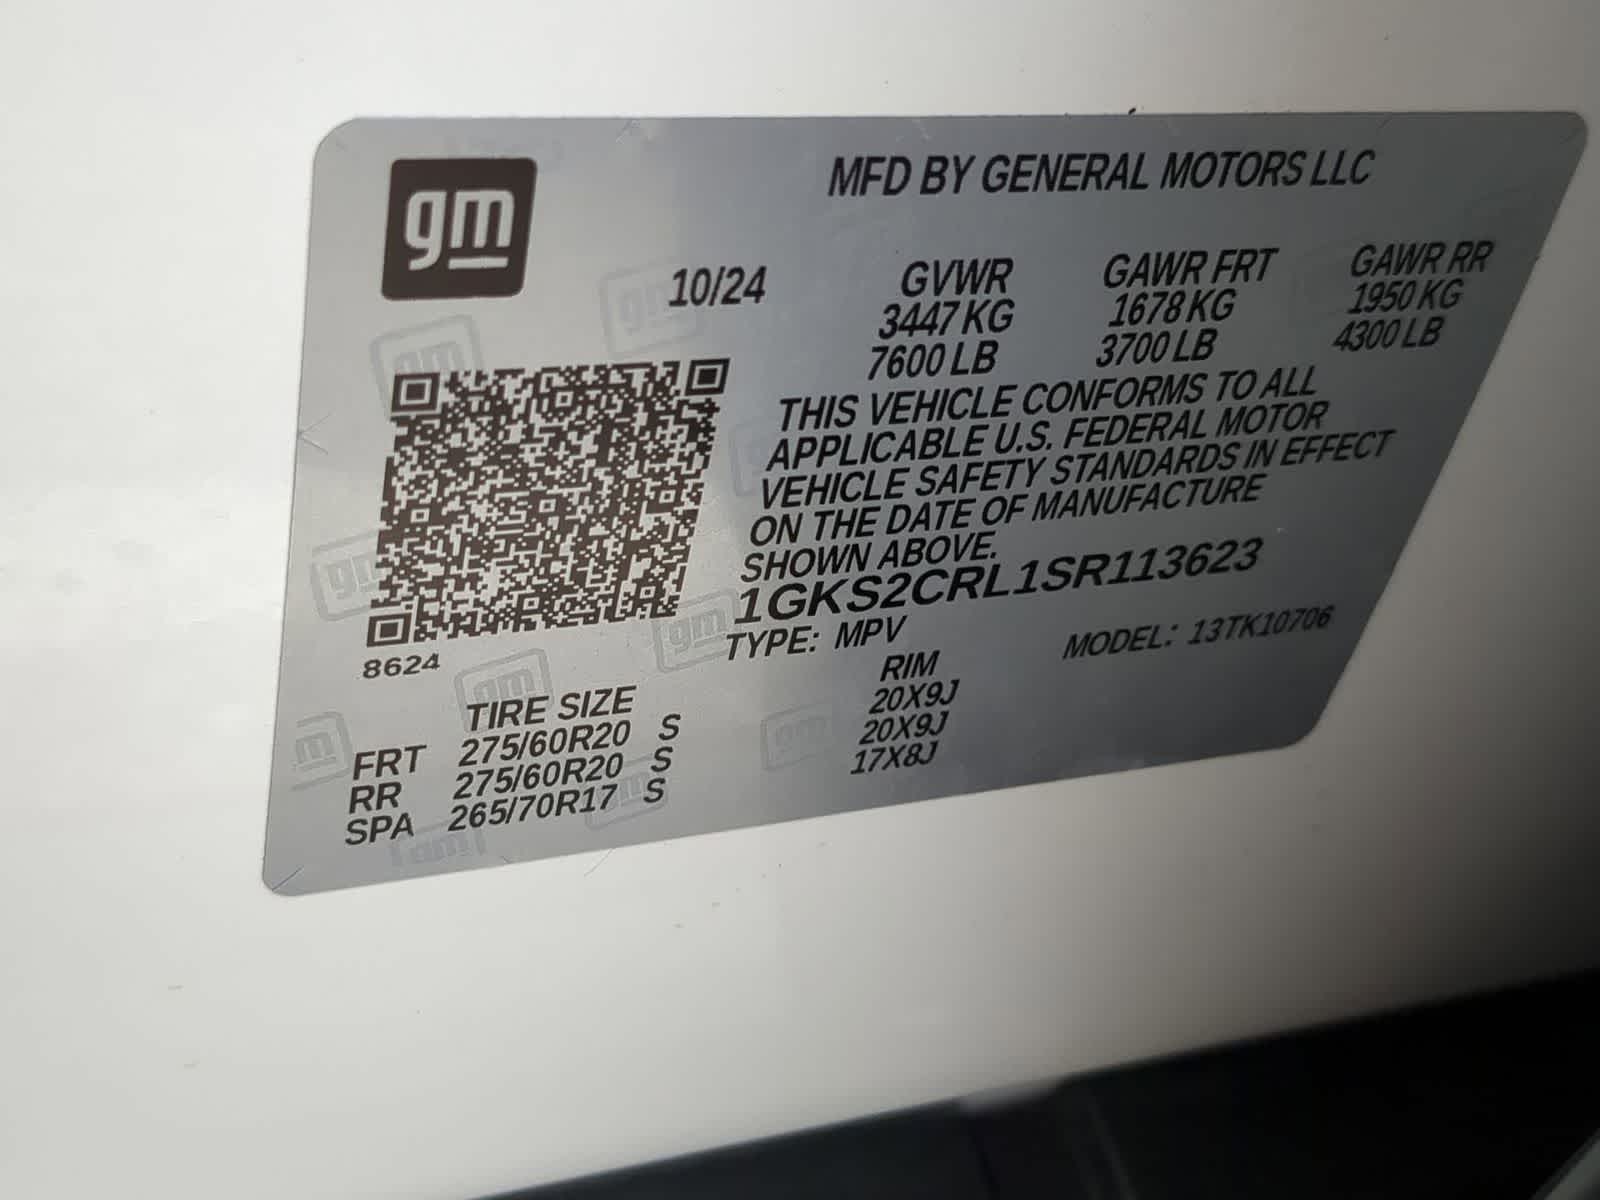 gm
MFD BY GENERAL MOTORS LLC
10/24
GVWR GAWR FRT GAWR RR
3447 KG 1678 KG 1950 KG
7600 LB 3700 LB 4300 LB
THIS VEHICLE CONFORMS TO ALL
APPLICABLE U.S. FEDERAL MOTOR
VEHICLE SAFETY STANDARDS IN EFFECT
ON THE DATE OF MANUFACTURE
SHOWN ABOVE.
1GKS2CRL1SR113623
TYPE: MPV MODEL: 13TK10706
8624
TIRE SIZE RIM
FRT 275/60R20 S 20X9J
RR 275/60R20 S 20X9J
SPA 265/70R17 S 17X8J